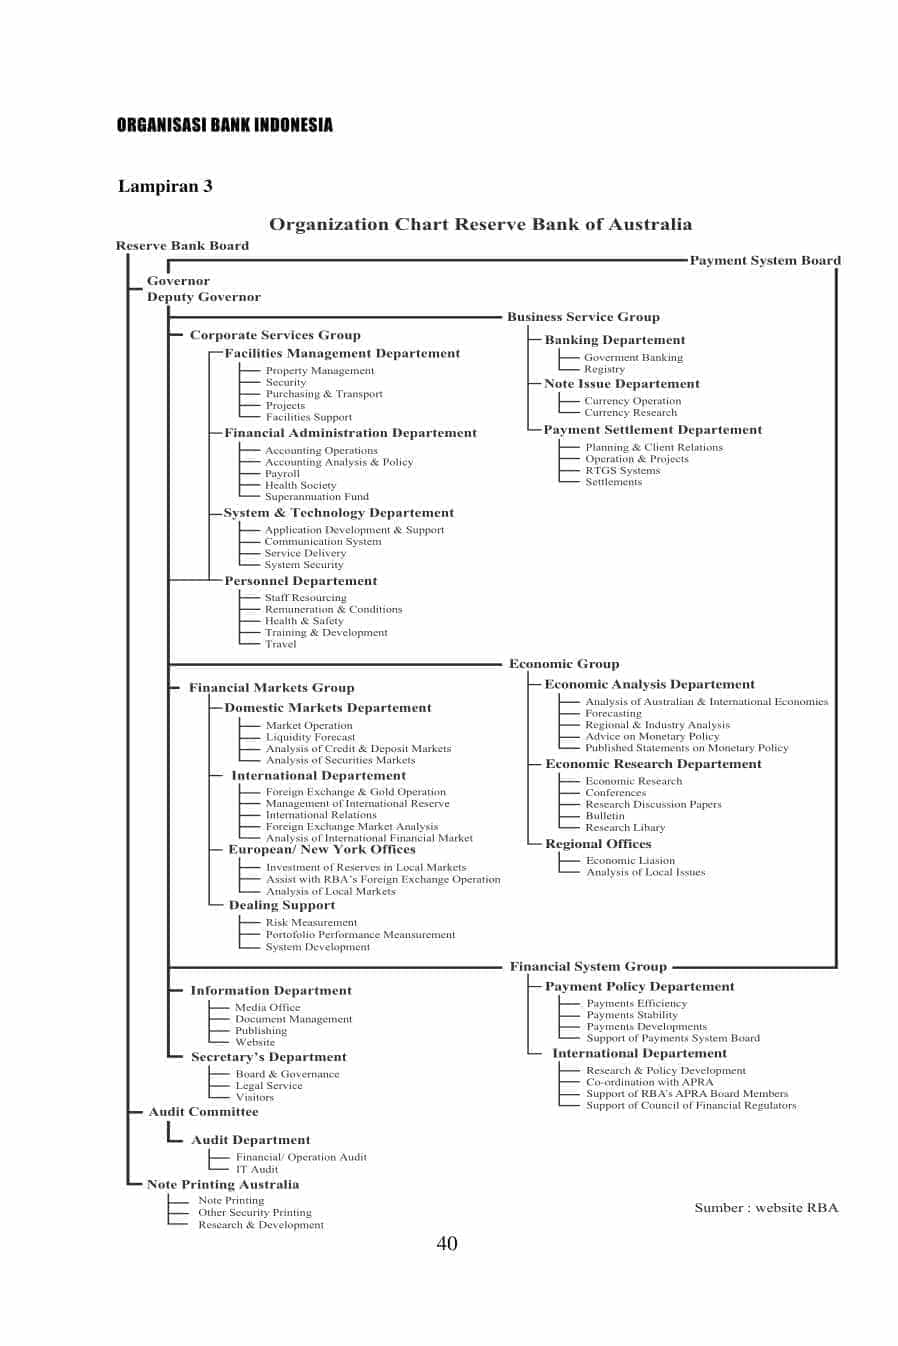 ORGANISASI BANK INDONESIA
Lampiran 3
Organization Chart Reserve Bank of Australia
Reserve Bank Board
Payment System Board
Governor
Deputy Governor
Corporate Services Group
Facilities Management Departement
Property Management
Security
Purchasing & Transport
Projects
Facilities Support
Financial Administration Departement
Accounting Operations
Accounting Analysis & Policy
Payroll
Health Society
Superannuation Fund
System & Technology Departement
Application Development & Support
Communication System
Service Delivery
System Security
Personnel Departement
Staff Resourcing
Remuneration & Conditions
Health & Safety
Training & Development
Travel
Business Service Group
Banking Departement
Goverment Banking
Registry
Note Issue Departement
Currency Operation
Currency Research
Payment Settlement Departement
Planning & Client Relations
Operation & Projects
RTGS Systems
Settlements
Financial Markets Group
Domestic Markets Departement
Market Operation
Liquidity Forecast
Analysis of Credit & Deposit Markets
Analysis of Securities Markets
International Departement
Foreign Exchange & Gold Operation
Management of International Reserve
International Relations
Foreign Exchange Market Analysis
Analysis of International Financial Market
European/ New York Offices
Investment of Reserves in Local Markets
Assist with RBA's Foreign Exchange Operation
Analysis of Local Markets
Dealing Support
Risk Measurement
Portofolio Performance Meansurement
System Development
Economic Group
Economic Analysis Departement
Analysis of Australian & International Economies
Forecasting
Regional & Industry Analysis
Advice on Monetary Policy
Published Statements on Monetary Policy
Economic Research Departement
Economic Research
Conferences
Research Discussion Papers
Bulletin
Research Libary
Regional Offices
Economic Liasion
Analysis of Local Issues
Information Department
Media Office
Document Management
Publishing
Website
Secretary's Department
Board & Governance
Legal Service
Visitors
Financial System Group
Payment Policy Departement
Payments Efficiency
Payments Stability
Payments Developments
Support of Payments System Board
International Departement
Research & Policy Development
Co-ordination with APRA
Support of RBA's APRA Board Members
Support of Council of Financial Regulators
Audit Committee
Audit Department
Financial/ Operation Audit
IT Audit
Note Printing Australia
Note Printing
Other Security Printing
Research & Development
Sumber : website RBA
40